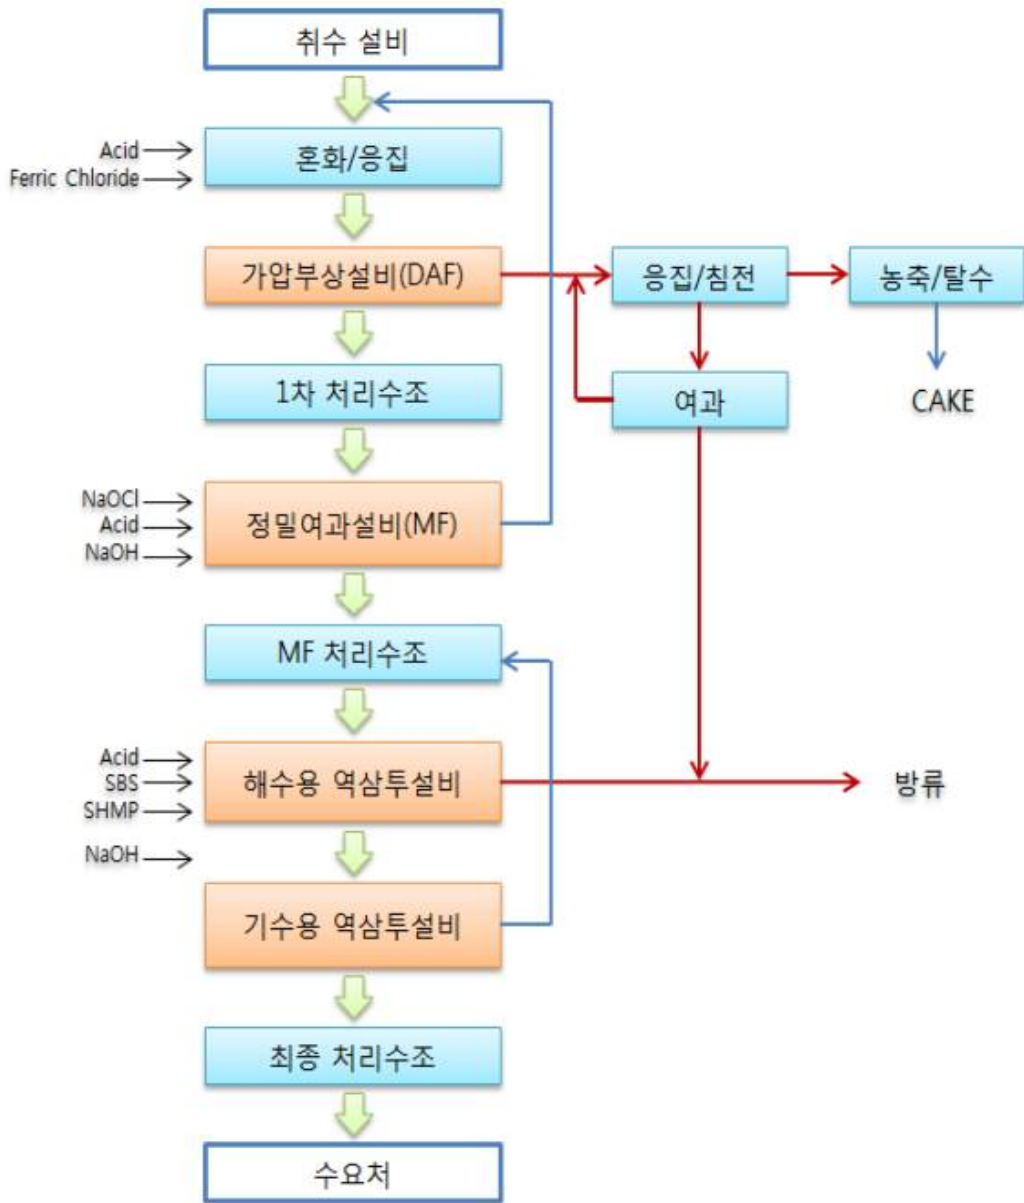 취수 설비
Acid
Ferric Chloride
혼화/응집
가압부상설비(DAF)
응집/침전
농축/탈수
1차 처리수조
여과
CAKE
NaOCl
Acid
NaOH
정밀여과설비(MF)
MF 처리수조
Acid
SBS
SHMP
해수용 역삼투설비
방류
NaOH
기수용 역삼투설비
최종 처리수조
수요처